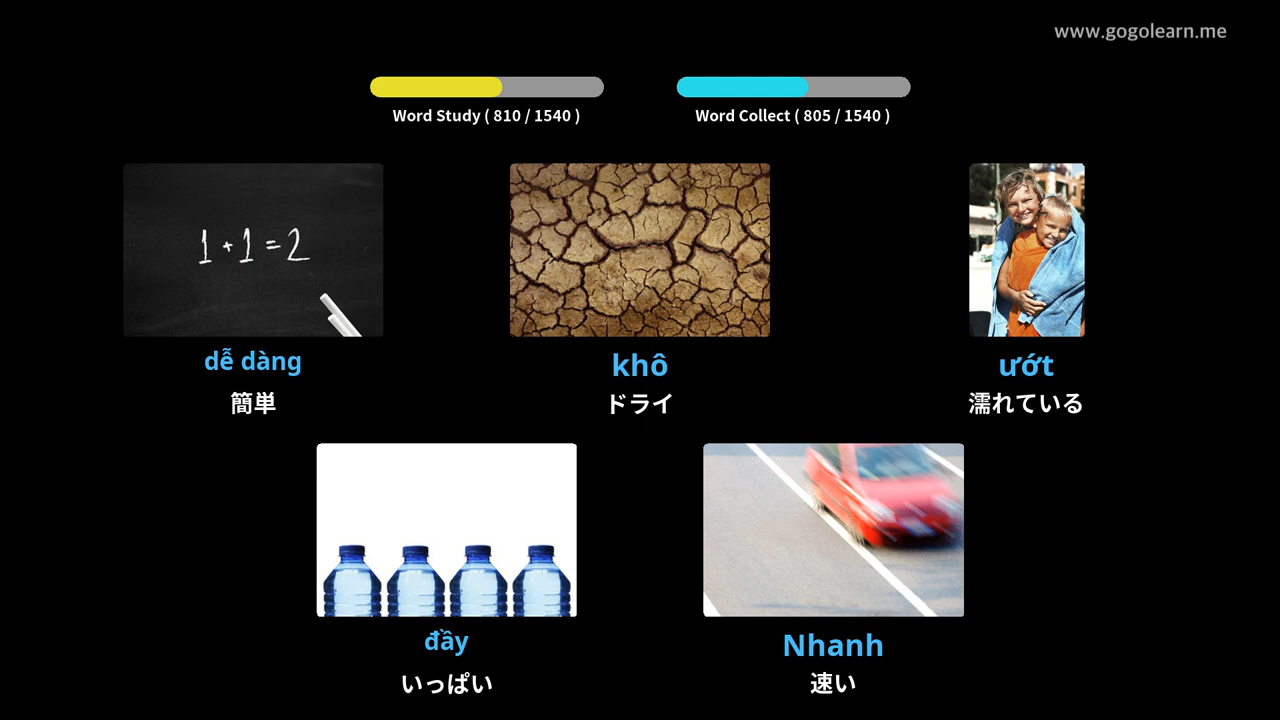 www.gogolearn.me
Word Study ( 810 / 1540 )
Word Collect ( 805 / 1540 )
1 + 1 = 2
dễ dàng
khô
ướt
簡単
ドライ
濡れている
đầy
Nhanh
いっぱい
速い